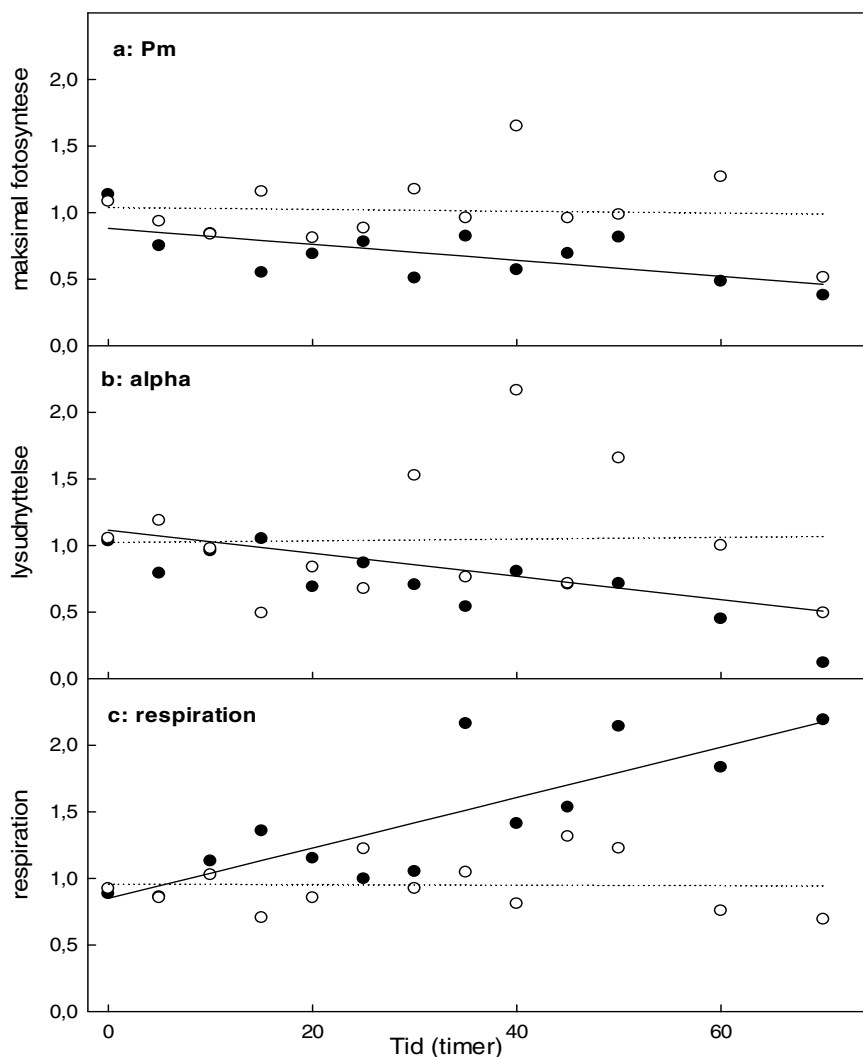 a: Pm
maksimal fotosyntese
2,0
1,5
1,0
0,5
0,0
b: alpha
lysudnyttelse
2,0
1,5
1,0
0,5
0,0
c: respiration
respiration
2,0
1,5
1,0
0,5
0,0
0 20 40 60
Tid (timer)